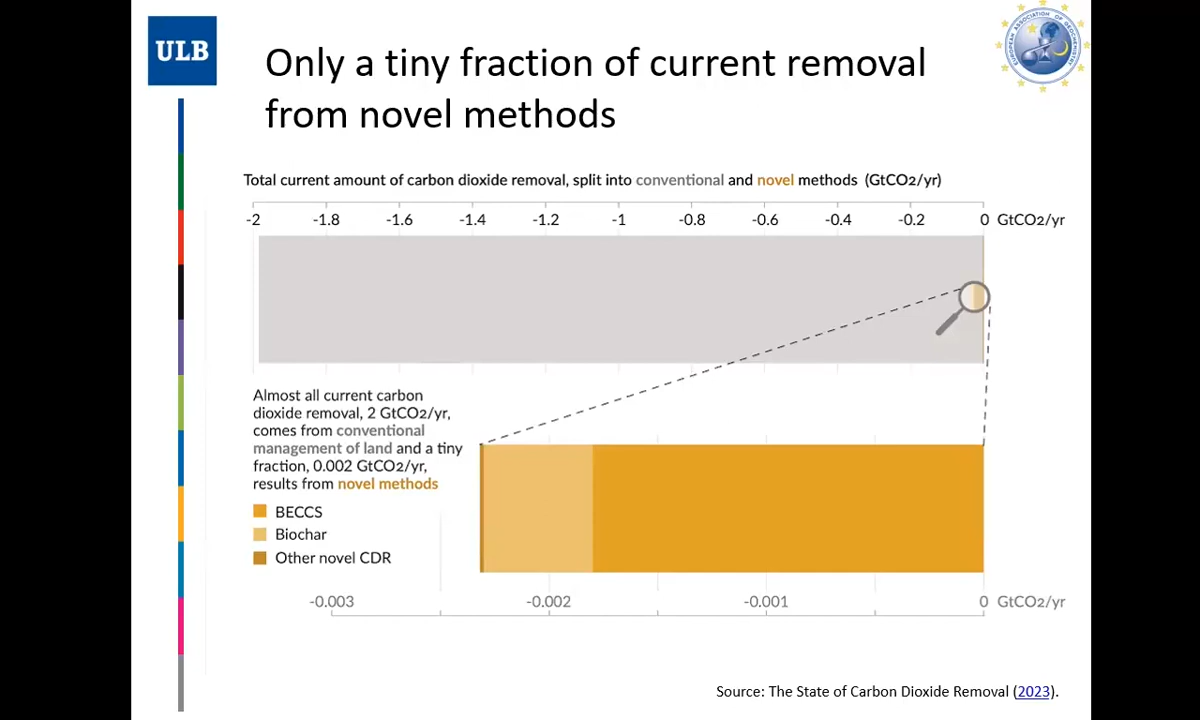 ULB
EUROPEAN ASSOCIATION OF GEOCHEMISTRY
Only a tiny fraction of current removal
from novel methods
Total current amount of carbon dioxide removal, split into conventional and novel methods (GtCO2/yr)
-2 -1.8 -1.6 -1.4 -1.2 -1 -0.8 -0.6 -0.4 -0.2 0 GtCO2/yr
Almost all current carbon
dioxide removal, 2 GtCO2/yr,
comes from conventional
management of land and a tiny
fraction, 0.002 GtCO2/yr,
results from novel methods
BECCS
Biochar
Other novel CDR
-0.003 -0.002 -0.001 0 GtCO2/yr
Source: The State of Carbon Dioxide Removal (2023).